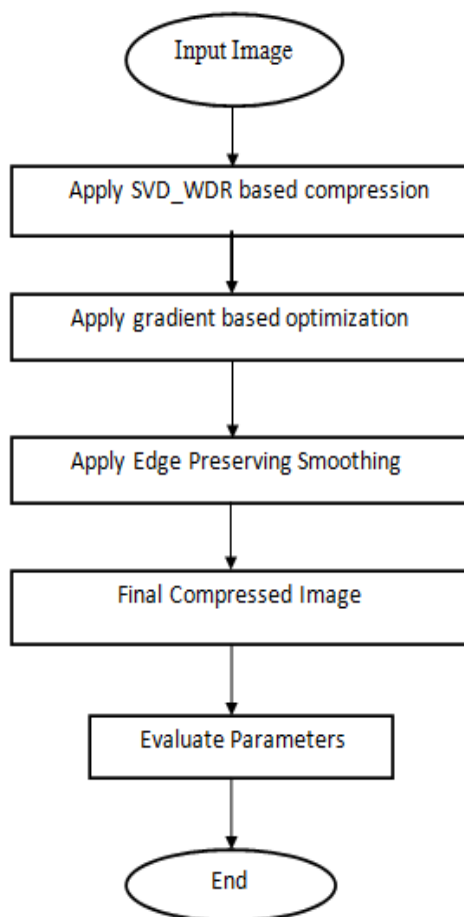 Input Image
Apply SVD_WDR based compression
Apply gradient based optimization
Apply Edge Preserving Smoothing
Final Compressed Image
Evaluate Parameters
End